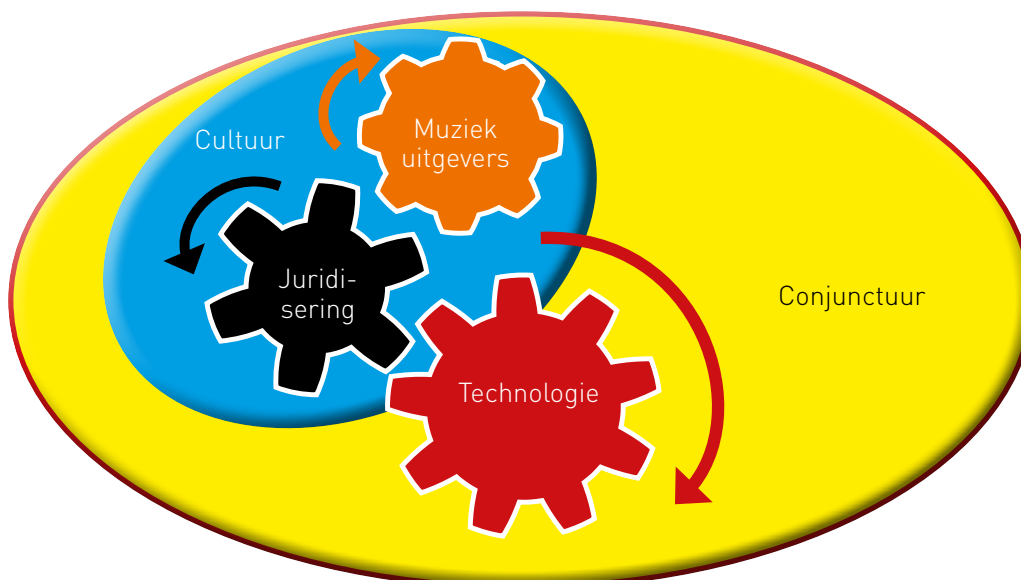 Cultuur
Muziek
uitgevers
Juridi-
sering
Technologie
Conjunctuur